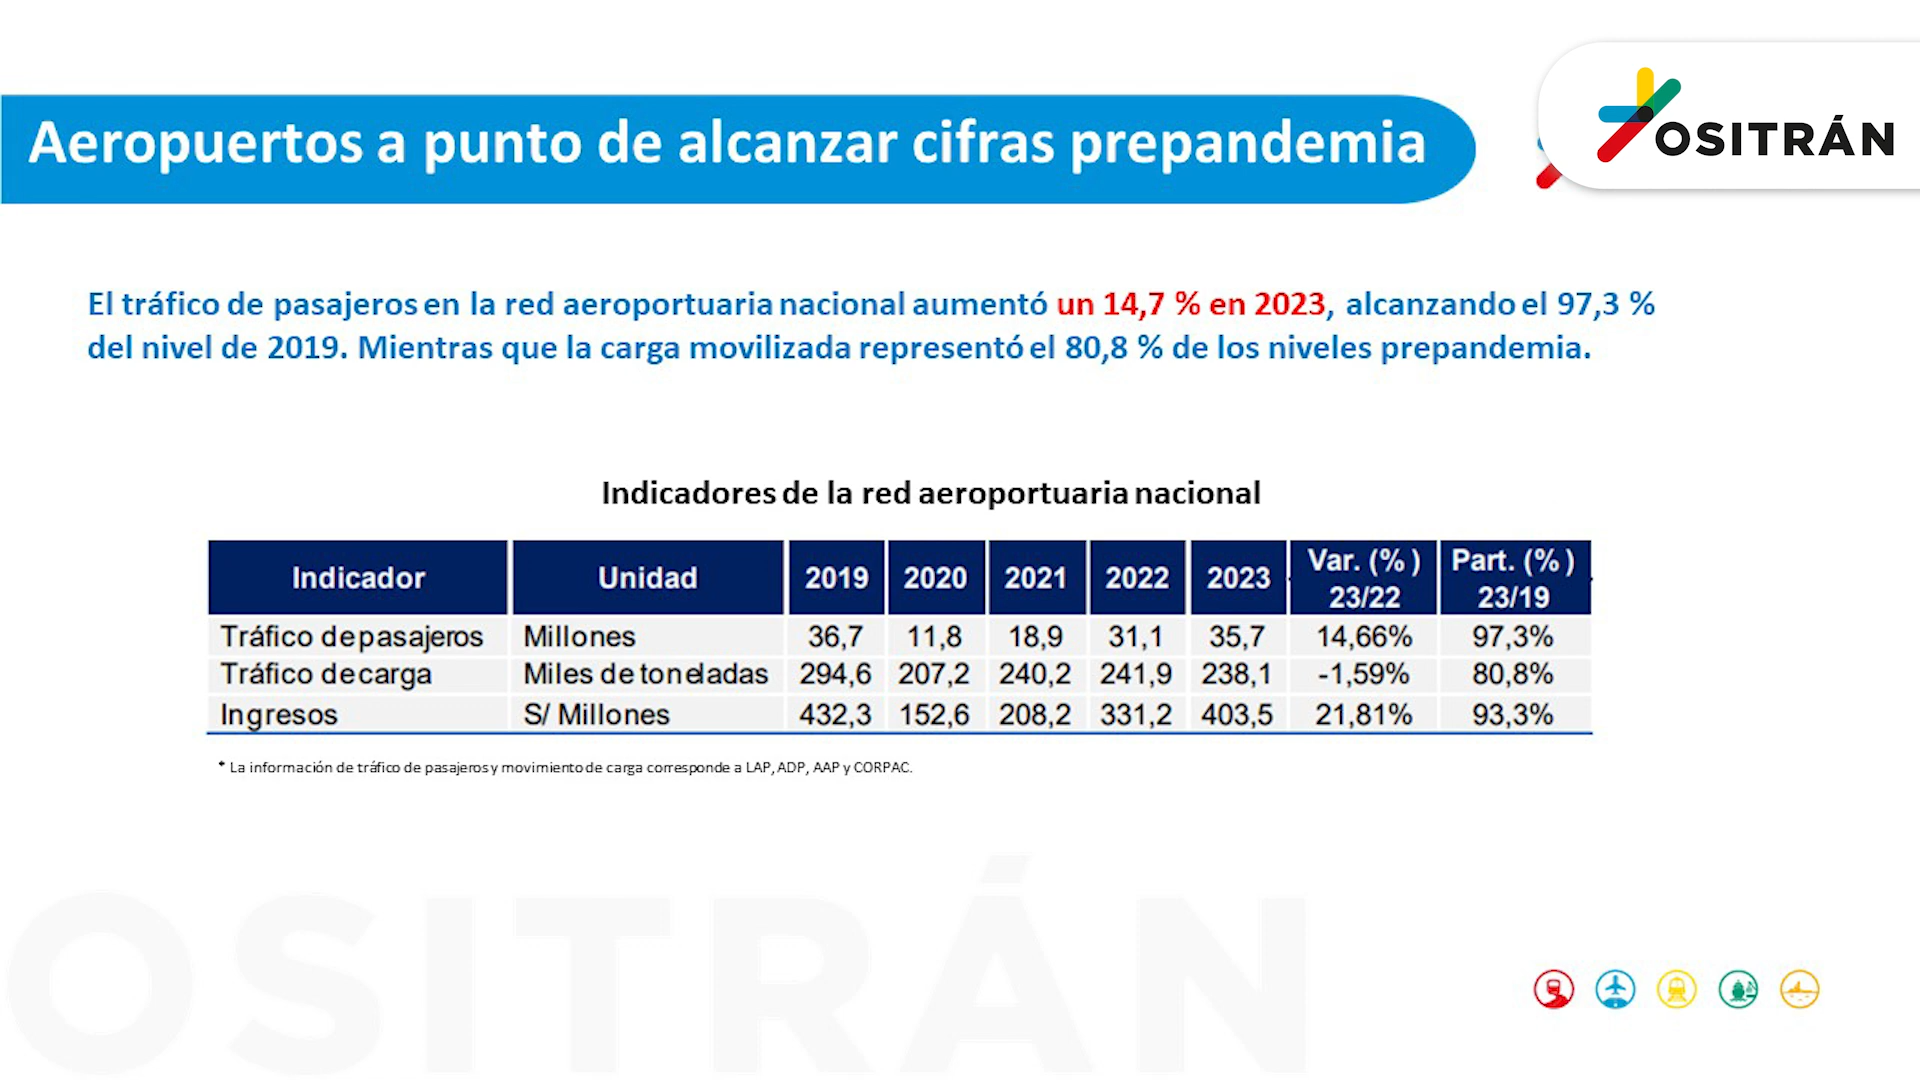 OSITRÁN
Aeropuertos a punto de alcanzar cifras prepandemia
El tráfico de pasajeros en la red aeroportuaria nacional aumentó un 14,7 % en 2023, alcanzando el 97,3 %
del nivel de 2019. Mientras que la carga movilizada representó el 80,8 % de los niveles prepandemia.
Indicadores de la red aeroportuaria nacional
Indicador Unidad 2019 2020 2021 2022 2023 Var. (%) 23/22 Part. (%) 23/19
Tráfico de pasajeros Millones 36,7 11,8 18,9 31,1 35,7 14,66% 97,3%
Tráfico de carga Miles de toneladas 294,6 207,2 240,2 241,9 238,1 -1,59% 80,8%
Ingresos S/ Millones 432,3 152,6 208,2 331,2 403,5 21,81% 93,3%
* La información de tráfico de pasajeros y movimiento de carga corresponde a LAP, ADP, AAP y CORPAC.
OSITRÁN